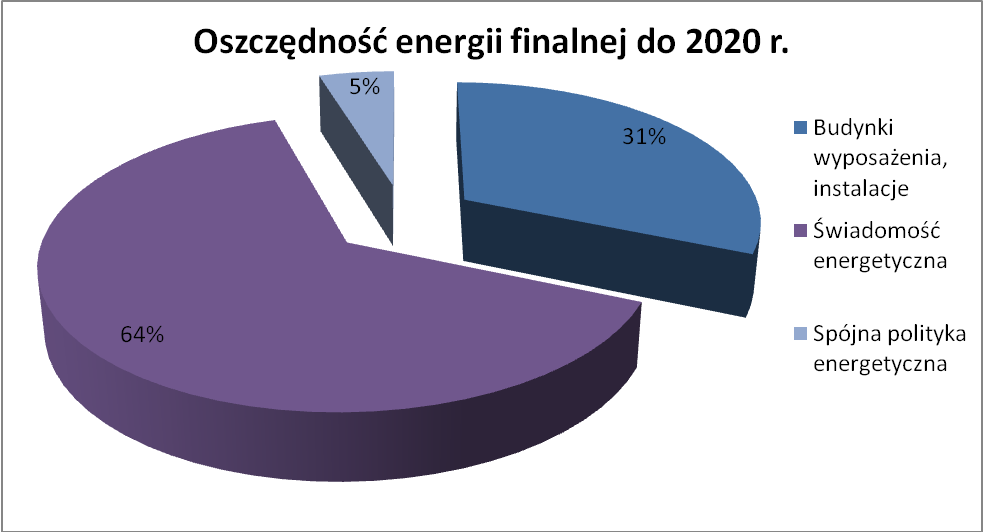 Oszczędność energii finalnej do 2020 r.
5%
31%
64%
Budynki
wyposażenia,
instalacje
Świadomość
energetyczna
Spójna polityka
energetyczna